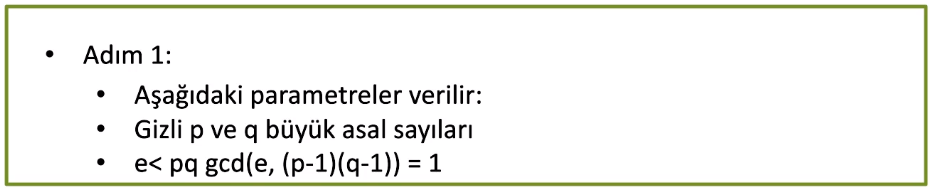 • Adım 1:
• Aşağıdaki parametreler verilir:
• Gizli p ve q büyük asal sayıları
• e< pq gcd(e, (p-1)(q-1)) = 1